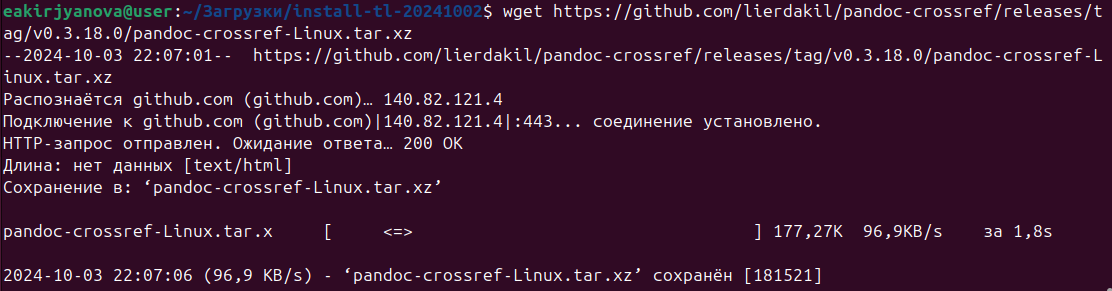 eakirjyanova@user:~/Загрузки/install-tl-20241002$ wget https://github.com/lierdakil/pandoc-crossref/releases/t
ag/v0.3.18.0/pandoc-crossref-Linux.tar.xz
--2024-10-03 22:07:01--  https://github.com/lierdakil/pandoc-crossref/releases/tag/v0.3.18.0/pandoc-crossref-L
inux.tar.xz
Распознаётся github.com (github.com)… 140.82.121.4
Подключение к github.com (github.com)|140.82.121.4|:443... соединение установлено.
HTTP-запрос отправлен. Ожидание ответа… 200 OK
Длина: нет данных [text/html]
Сохранение в: ‘pandoc-crossref-Linux.tar.xz’
pandoc-crossref-Linux.tar.x     [     <=>                                ] 177,27K  96,9KB/s    за 1,8s
2024-10-03 22:07:06 (96,9 KB/s) - ‘pandoc-crossref-Linux.tar.xz’ сохранён [181521]